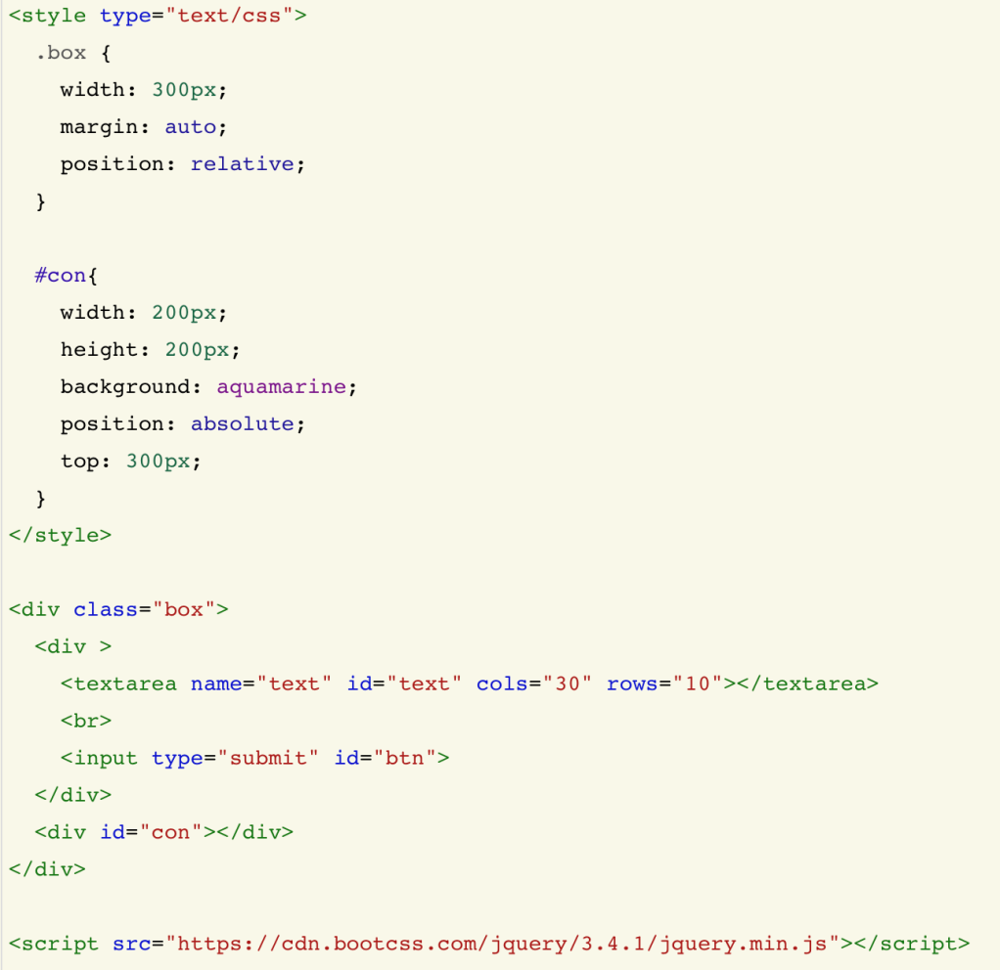 <style type="text/css">
  .box {
    width: 300px;
    margin: auto;
    position: relative;
  }

  #con{
    width: 200px;
    height: 200px;
    background: aquamarine;
    position: absolute;
    top: 300px;
  }
</style>

<div class="box">
  <div >
    <textarea name="text" id="text" cols="30" rows="10"></textarea>
    <br>
    <input type="submit" id="btn">
  </div>
  <div id="con"></div>
</div>

<script src="https://cdn.bootcss.com/jquery/3.4.1/jquery.min.js"></script>